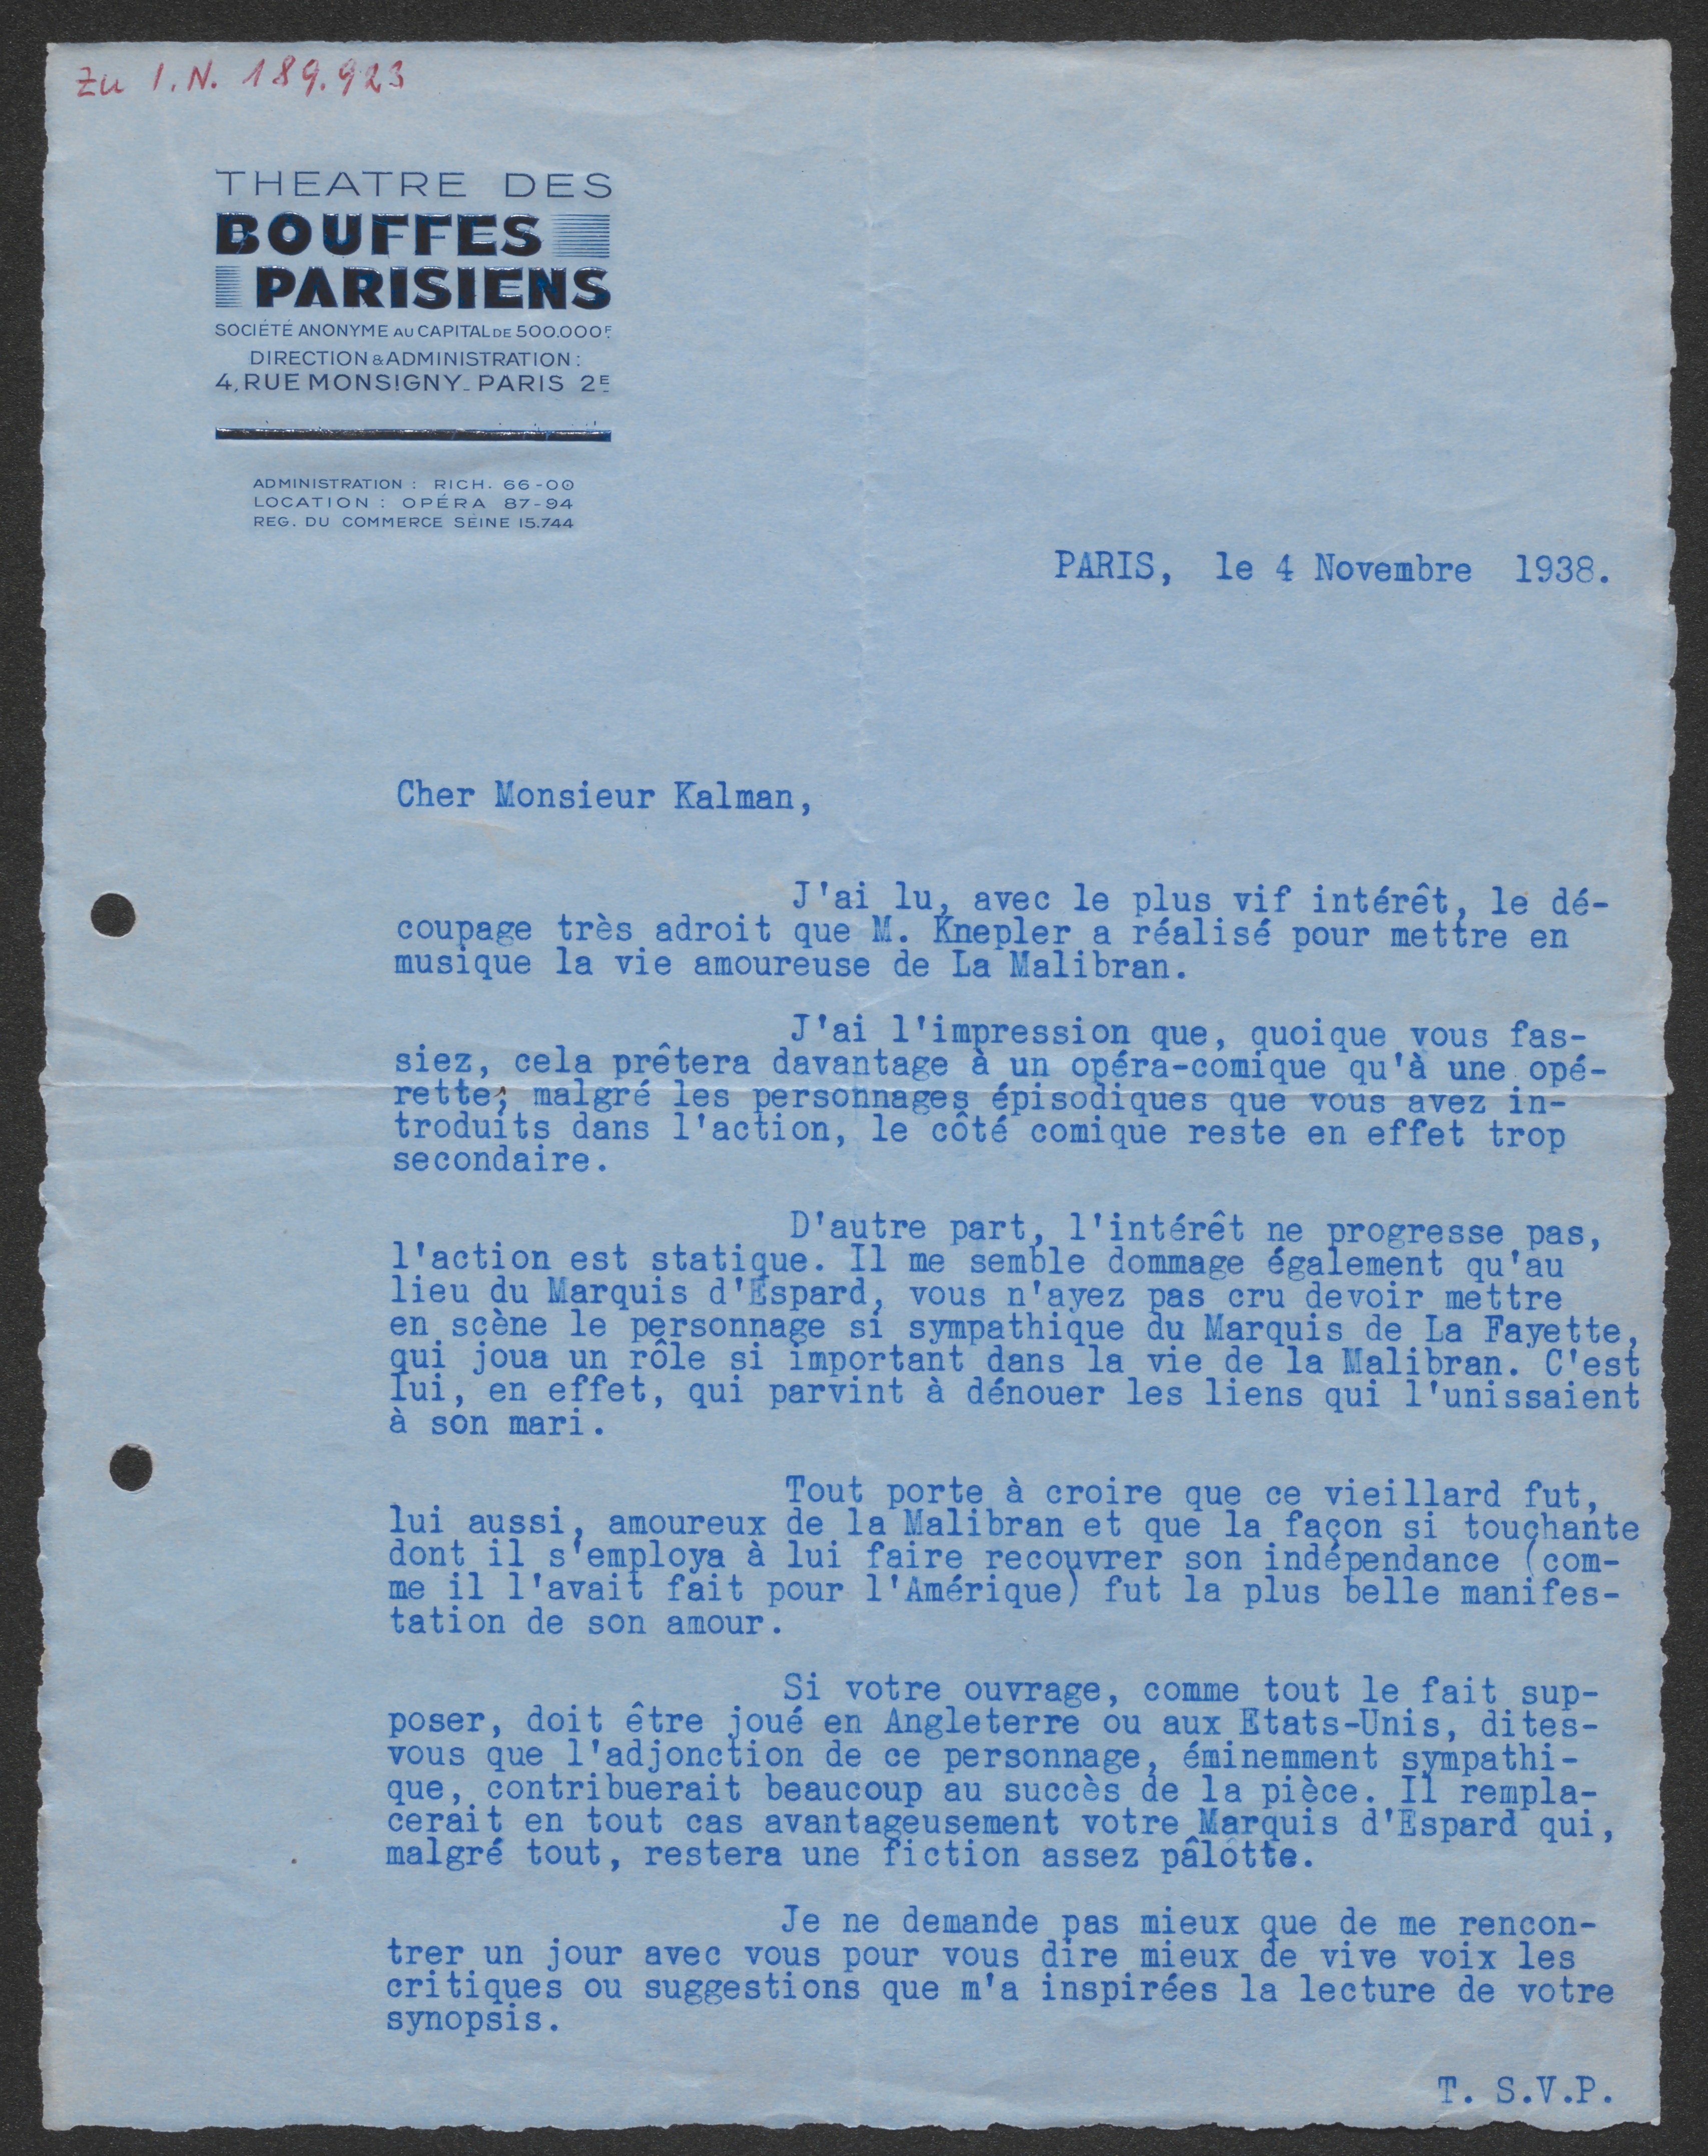 Zu I.N. 189.923
THEATRE DES
BOUFFES
PARISIENS
SOCIÉTÉ ANONYME AU CAPITAL DE 500.000F
DIRECTION & ADMINISTRATION :
4, RUE MONSIGNY_PARIS 2E
ADMINISTRATION : RICH. 66-00
LOCATION : OPÉRA 87-94
REG. DU COMMERCE SEINE 15.744
PARIS, le 4 Novembre 1938.
Cher Monsieur Kalman,
J'ai lu, avec le plus vif intérêt, le dé-
coupage très adroit que M. Knepler a réalisé pour mettre en
musique la vie amoureuse de La Malibran.
J'ai l'impression que, quoique vous fas-
siez, cela prêtera davantage à un opéra-comique qu'à une opé-
rette; malgré les personnages épisodiques que vous avez in-
troduits dans l'action, le côté comique reste en effet trop
secondaire.
D'autre part, l'intérêt ne progresse pas,
l'action est statique. Il me semble dommage également qu'au
lieu du Marquis d'Espard, vous n'ayez pas cru devoir mettre
en scène le personnage si sympathique du Marquis de La Fayette,
qui joua un rôle si important dans la vie de la Malibran. C'est
lui, en effet, qui parvint à dénouer les liens qui l'unissaient
à son mari.
Tout porte à croire que ce vieillard fut,
lui aussi, amoureux de la Malibran et que la façon si touchante
dont il s'employa à lui faire recouvrer son indépendance (com-
me il l'avait fait pour l'Amérique) fut la plus belle manifes-
tation de son amour.
Si votre ouvrage, comme tout le fait sup-
poser, doit être joué en Angleterre ou aux Etats-Unis, dites-
vous que l'adjonction de ce personnage, éminemment sympathi-
que, contribuerait beaucoup au succès de la pièce. Il rempla-
cerait en tout cas avantageusement votre Marquis d'Espard qui,
malgré tout, restera une fiction assez pâlotte.
Je ne demande pas mieux que de me rencon-
trer un jour avec vous pour vous dire mieux de vive voix les
critiques ou suggestions que m'a inspirées la lecture de votre
synopsis.
T. S.V.P.